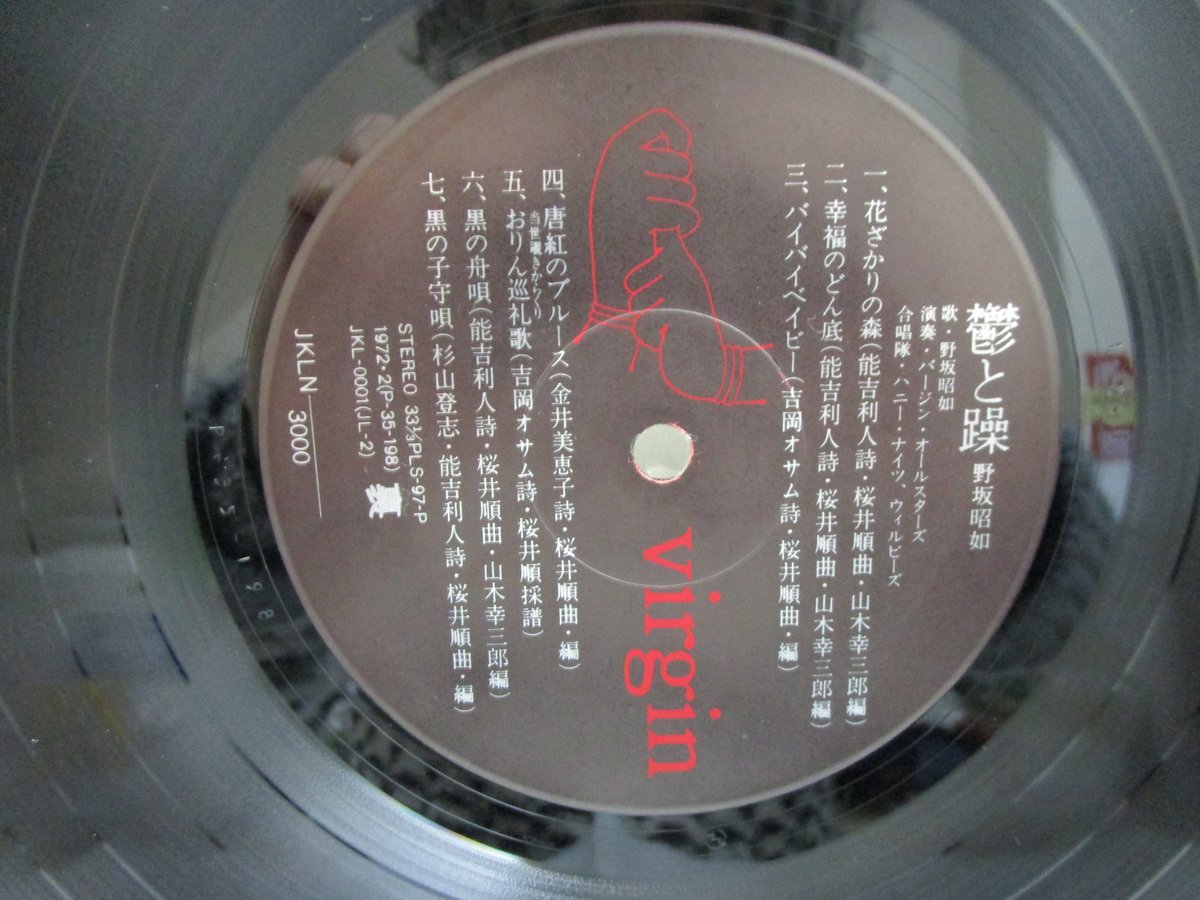 鬱と躁 野坂昭如
歌・野坂昭如
演奏・バージン・オールスターズ
合唱隊・ハニー・ナイツ、ウィルビーズ
一、花ざかりの森(能吉利人詩・桜井順曲・山木幸三郎編)
二、幸福のどん底(能吉利人詩・桜井順曲・山木幸三郎編)
三、バイバイベイビー(吉岡オサム詩・桜井順曲・編)
virgin
四、唐紅のブルース(金井美恵子詩・桜井順曲・編)
当世覗きからくり
五、おりん巡礼歌(吉岡オサム詩・桜井順採譜)
六、黒の舟唄(能吉利人詩・桜井順曲・山木幸三郎編)
七、黒の子守唄(杉山登志・能吉利人詩・桜井順曲・編)
STEREO 33⅓ PLS-97-P
1972・2(P-35-198)
裏
JKL-0001(JL-2)
JKLN
3000